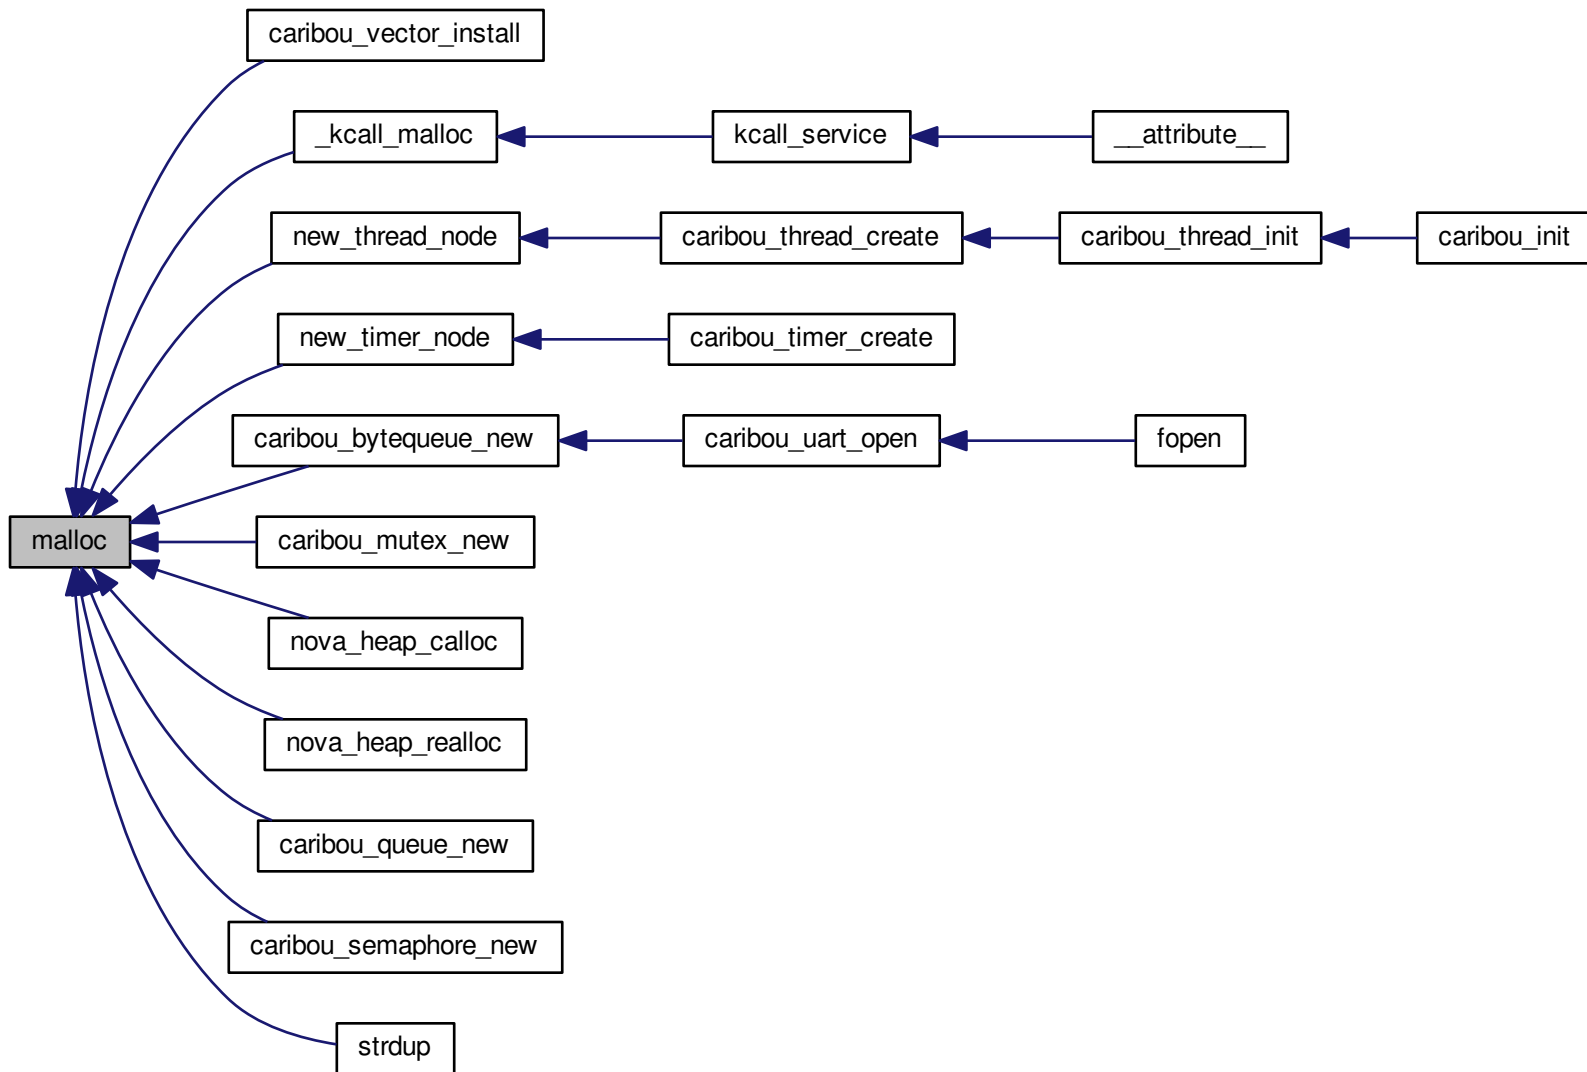 caribou_vector_install
_kcall_malloc
kcall_service
__attribute__
new_thread_node
caribou_thread_create
caribou_thread_init
caribou_init
new_timer_node
caribou_timer_create
caribou_bytequeue_new
caribou_uart_open
fopen
malloc
caribou_mutex_new
nova_heap_calloc
nova_heap_realloc
caribou_queue_new
caribou_semaphore_new
strdup